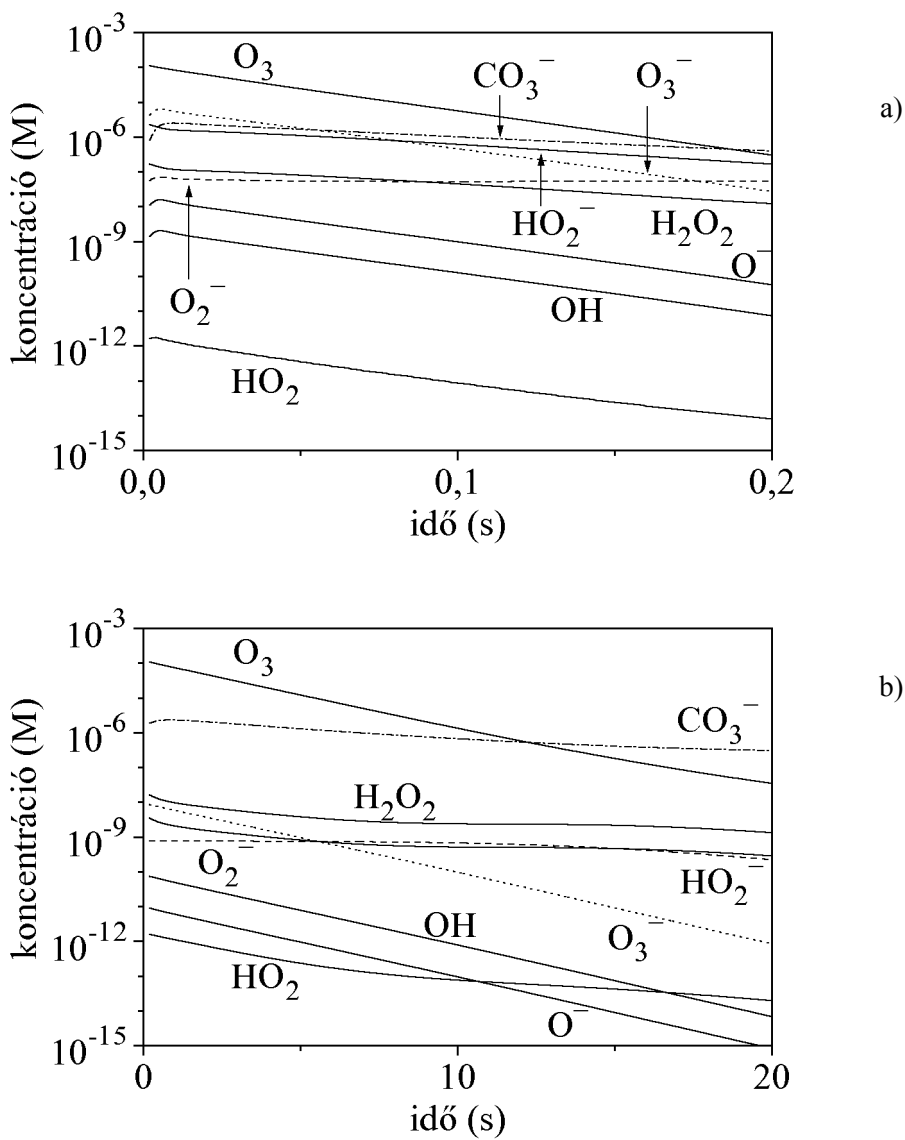 koncentráció (M)
10⁻³
10⁻⁶
10⁻⁹
10⁻¹²
10⁻¹⁵
O₃
CO₃⁻
O₃⁻
HO₂⁻
H₂O₂
O₂⁻
O⁻
OH
HO₂
0,0
0,1
0,2
idő (s)
a)
koncentráció (M)
10⁻³
10⁻⁶
10⁻⁹
10⁻¹²
10⁻¹⁵
O₃
CO₃⁻
H₂O₂
O₂⁻
HO₂⁻
OH
O₃⁻
HO₂
O⁻
0
10
20
idő (s)
b)